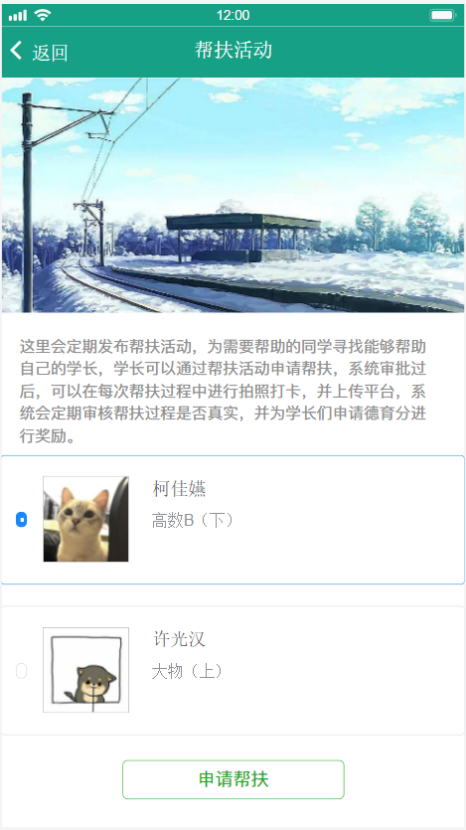 12:00
返回
帮扶活动
这里会定期发布帮扶活动，为需要帮助的同学寻找能够帮助
自己的学长，学长可以通过帮扶活动申请帮扶，系统审批过
后，可以在每次帮扶过程中进行拍照打卡，并上传平台，系
统会定期审核帮扶过程是否真实，并为学长们申请德育分进
行奖励。
柯佳嬿
高数B（下）
许光汉
大物（上）
申请帮扶